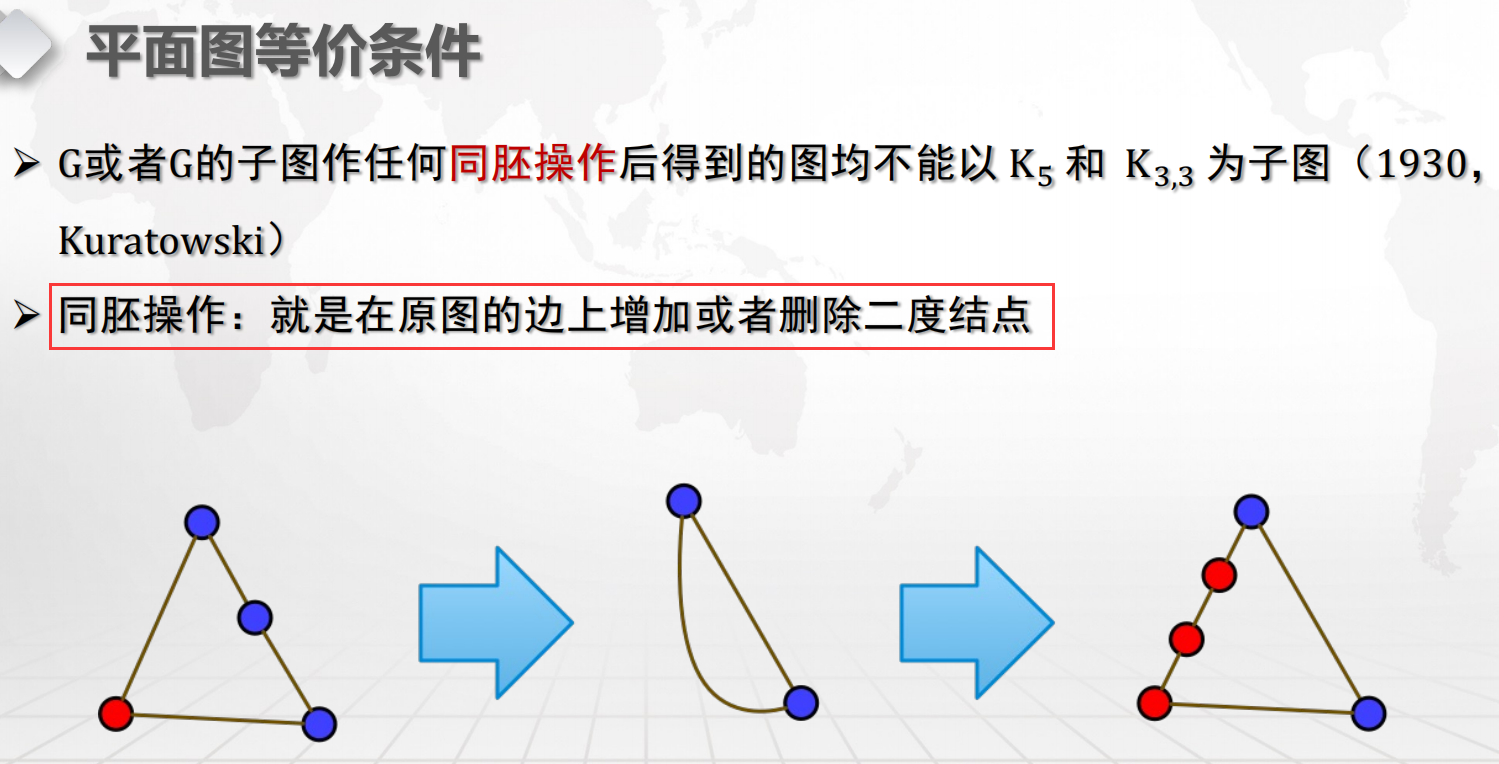 平面图等价条件
➢ G或者G的子图作任何同胚操作后得到的图均不能以 K₅ 和 K₃,₃ 为子图（1930，
Kuratowski）
➢ 同胚操作：就是在原图的边上增加或者删除二度结点